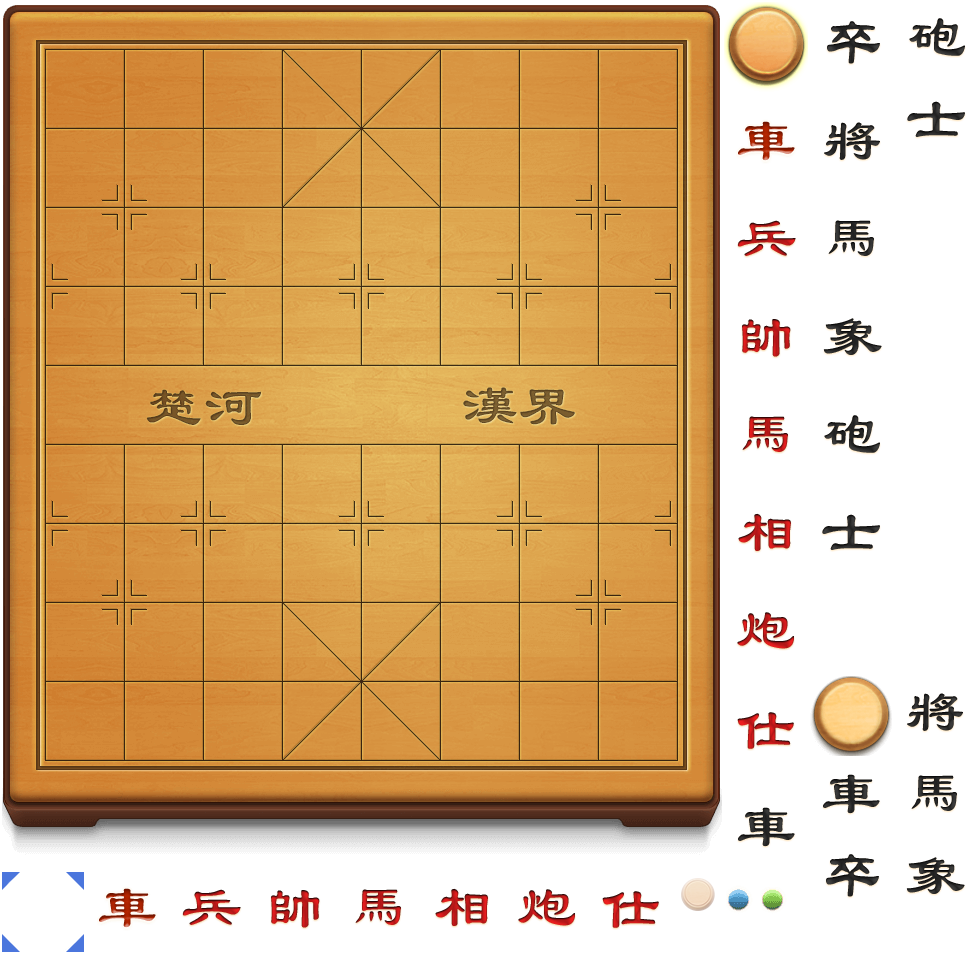 楚河 漢界
卒 砲
車 將 士
兵 馬
帥 象
馬 砲
相 士
炮
仕 將
車 車 馬
卒 象
車 兵 帥 馬 相 炮 仕